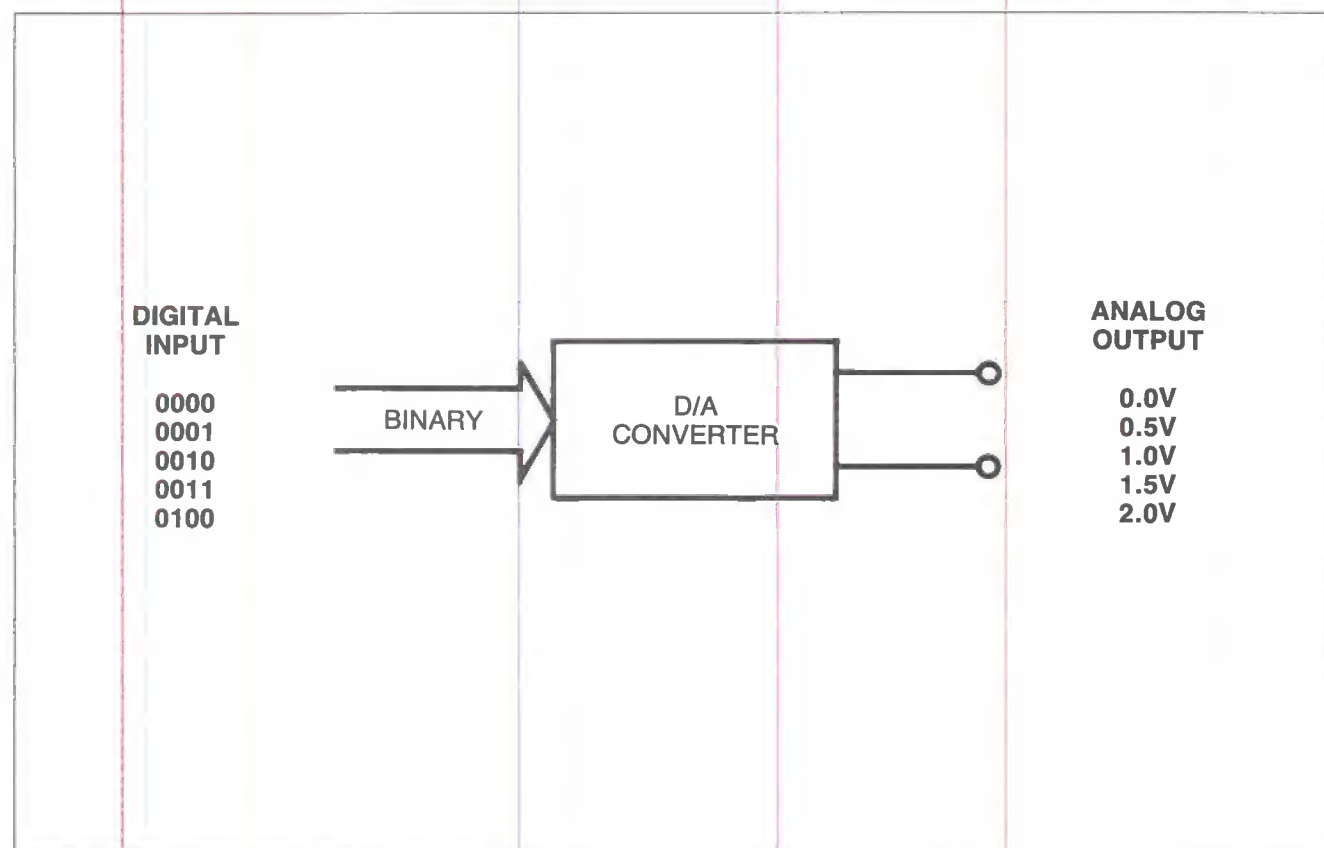 DIGITAL
INPUT
0000
0001
0010
0011
0100
BINARY
D/A
CONVERTER
ANALOG
OUTPUT
0.0V
0.5V
1.0V
1.5V
2.0V